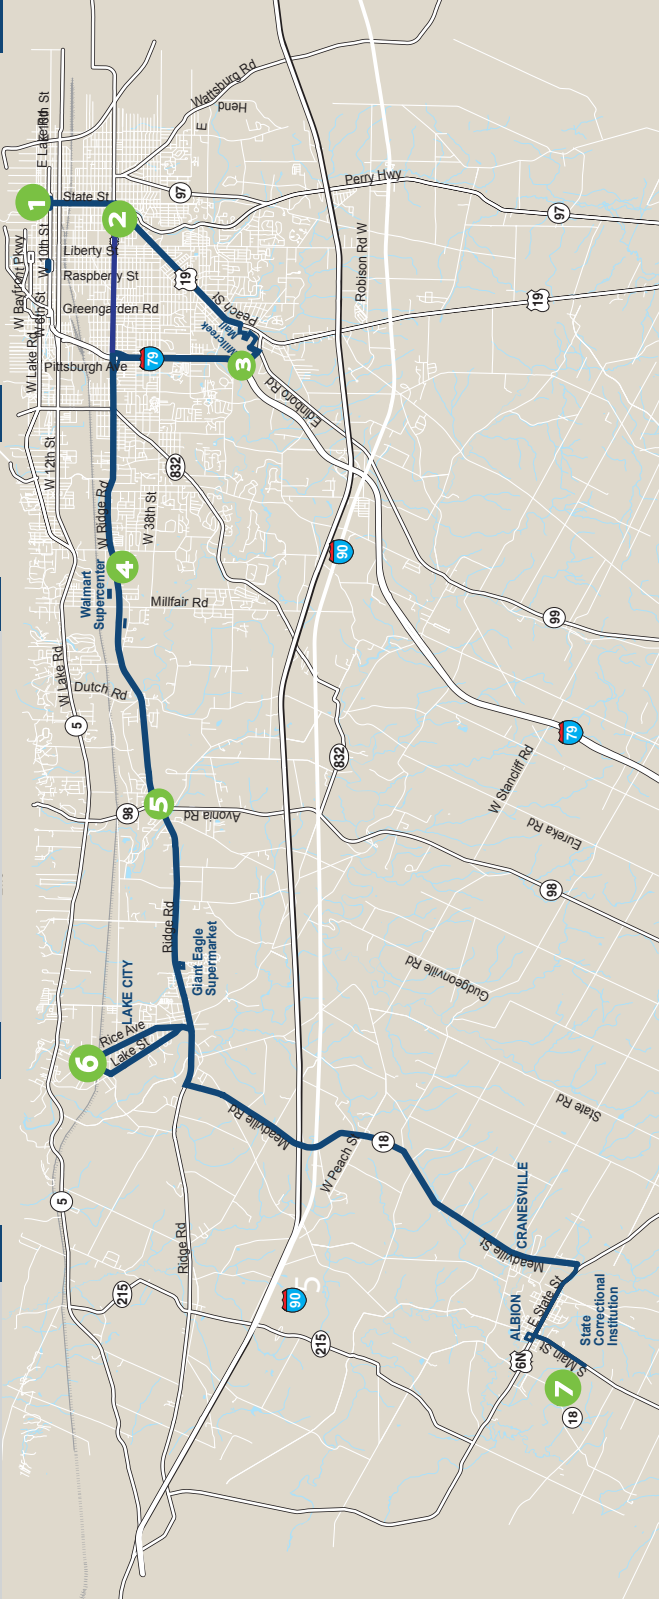 E Lake Rd
E 18th St
Wattsburg Rd
Hend
E
1
State St
2
97
Perry Hwy
97
W Bayfront Pkwy
W 10th St
Liberty St
Raspberry St
19
Robison Rd W
W 6th St
Greengarden Rd
Peach St
Millcreek
Mall
19
W Lake Rd
Pittsburgh Ave
79
3
Edinboro Rd
W 12th St
832
W Ridge Rd
W 38th St
90
4
Walmart
Supercenter
Millfair Rd
99
W Lake Rd
Dutch Rd
5
832
79
W Stancliff Rd
98
5
Avonia Rd
Eureka Rd
98
Ridge Rd
Giant Eagle
Supermarket
LAKE CITY
Gudgeonville Rd
Rice Ave
6
Lake St
Meadville Rd
State Rd
18
W Peach St
5
CRANESVILLE
Ridge Rd
Meadville St
215
90
5
E State St
State
Correctional
Institution
ALBION
215
6N
S Main St
7
18